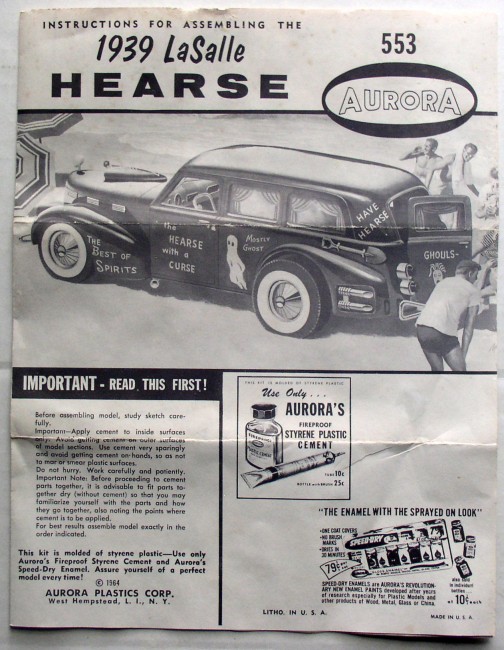 INSTRUCTIONS FOR ASSEMBLING THE
1939 LaSalle
HEARSE
553
AURORA
THE
BEST OF
SPIRITS
the
HEARSE
with a
CURSE
MOSTLY
GHOST
HAVE
HEARSE
GHOULS-
IMPORTANT - READ THIS FIRST!
Before assembling model, study sketch care-
fully.
Important—Apply cement to inside surfaces
only. Avoid getting cement on outer surfaces
of model sections. Use cement very sparingly
and avoid getting cement on hands, so as not
to mar or smear plastic surfaces.
Do not hurry. Work carefully and patiently.
Important Note: Before proceeding to cement
parts together, it is advisable to fit parts to-
gether dry (without cement) so that you may
familiarize yourself with the parts and how
they go together, also noting the points where
cement is to be applied.
For best results assemble model exactly in the
order indicated.
This kit is molded of styrene plastic—Use only
Aurora's Fireproof Styrene Cement and Aurora's
Speed-Dry Enamel. Assure yourself of a perfect
model every time!
© 1964
AURORA PLASTICS CORP.
West Hempstead, L. I., N. Y.
THIS KIT IS MOLDED OF STYRENE PLASTIC
Use Only...
AURORA'S
FIREPROOF
STYRENE PLASTIC
CEMENT
TUBE 10c
BOTTLE with BRUSH 25c
"THE ENAMEL WITH THE SPRAYED ON LOOK"
• ONE COAT COVERS
• NO BRUSH
MARKS
• DRIES IN
30 MINUTES
79¢
SPEED-DRY
also sold
in individual
bottles
at 10¢ each
SPEED-DRY ENAMELS are AURORA'S REVOLUTION-
ARY NEW ENAMEL PAINTS developed after years
of research especially for Plastic Models and
other products of Wood, Metal, Glass or China.
LITHO. IN U. S. A.
MADE IN U. S. A.